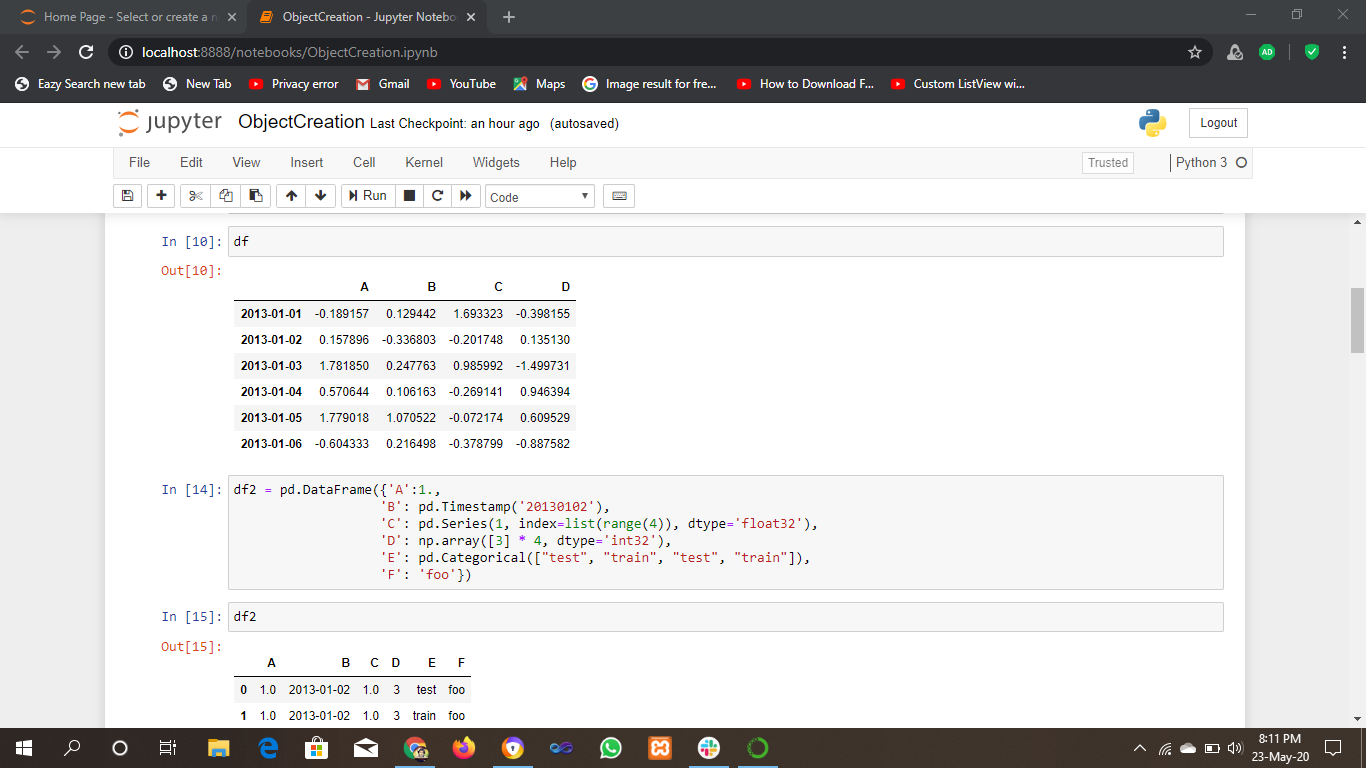 Home Page - Select or create a n
ObjectCreation - Jupyter Notebo
localhost:8888/notebooks/ObjectCreation.ipynb
AD
Eazy Search new tab New Tab Privacy error Gmail YouTube Maps Image result for fre... How to Download F... Custom ListView wi...
jupyter ObjectCreation Last Checkpoint: an hour ago (autosaved) Logout
File Edit View Insert Cell Kernel Widgets Help Trusted Python 3
Run Code
In [10]: df
Out[10]:
A B C D
2013-01-01 -0.189157 0.129442 1.693323 -0.398155
2013-01-02 0.157896 -0.336803 -0.201748 0.135130
2013-01-03 1.781850 0.247763 0.985992 -1.499731
2013-01-04 0.570644 0.106163 -0.269141 0.946394
2013-01-05 1.779018 1.070522 -0.072174 0.609529
2013-01-06 -0.604333 0.216498 -0.378799 -0.887582
In [14]: df2 = pd.DataFrame({'A':1.,
'B': pd.Timestamp('20130102'),
'C': pd.Series(1, index=list(range(4)), dtype='float32'),
'D': np.array([3] * 4, dtype='int32'),
'E': pd.Categorical(["test", "train", "test", "train"]),
'F': 'foo'})
In [15]: df2
Out[15]:
A B C D E F
0 1.0 2013-01-02 1.0 3 test foo
1 1.0 2013-01-02 1.0 3 train foo
8:11 PM
23-May-20